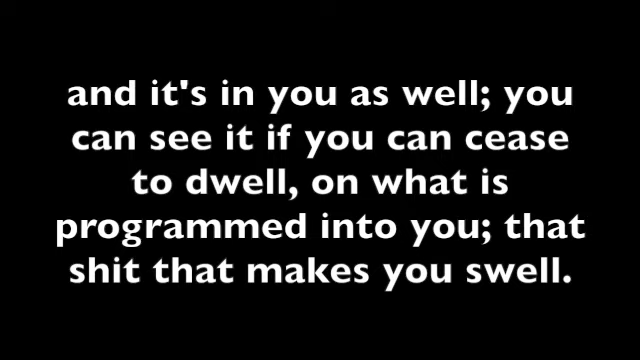 and it's in you as well; you
can see it if you can cease
to dwell, on what is
programmed into you; that
shit that makes you swell.